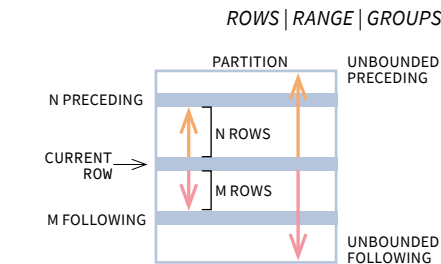 ROWS | RANGE | GROUPS
PARTITION
UNBOUNDED
PRECEDING
N PRECEDING
N ROWS
CURRENT
ROW
M ROWS
M FOLLOWING
UNBOUNDED
FOLLOWING